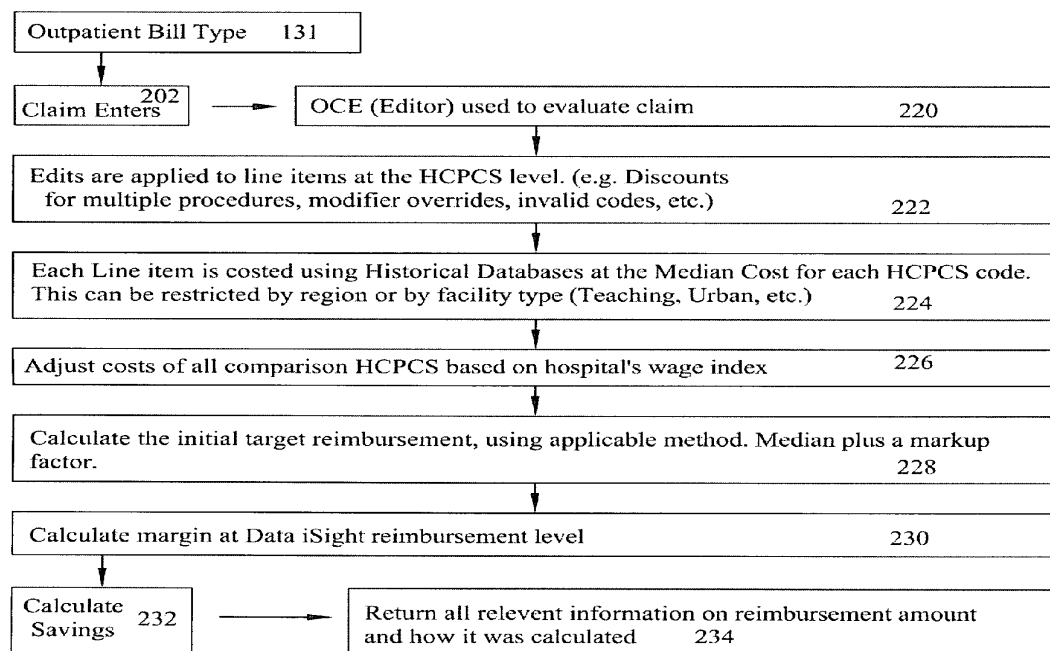 Outpatient Bill Type 131
Claim Enters 202
OCE (Editor) used to evaluate claim 220
Edits are applied to line items at the HCPCS level. (e.g. Discounts
for multiple procedures, modifier overrides, invalid codes, etc.) 222
Each Line item is costed using Historical Databases at the Median Cost for each HCPCS code.
This can be restricted by region or by facility type (Teaching, Urban, etc.) 224
Adjust costs of all comparison HCPCS based on hospital's wage index 226
Calculate the initial target reimbursement, using applicable method. Median plus a markup
factor. 228
Calculate margin at Data iSight reimbursement level 230
Calculate
Savings 232
Return all relevent information on reimbursement amount
and how it was calculated 234